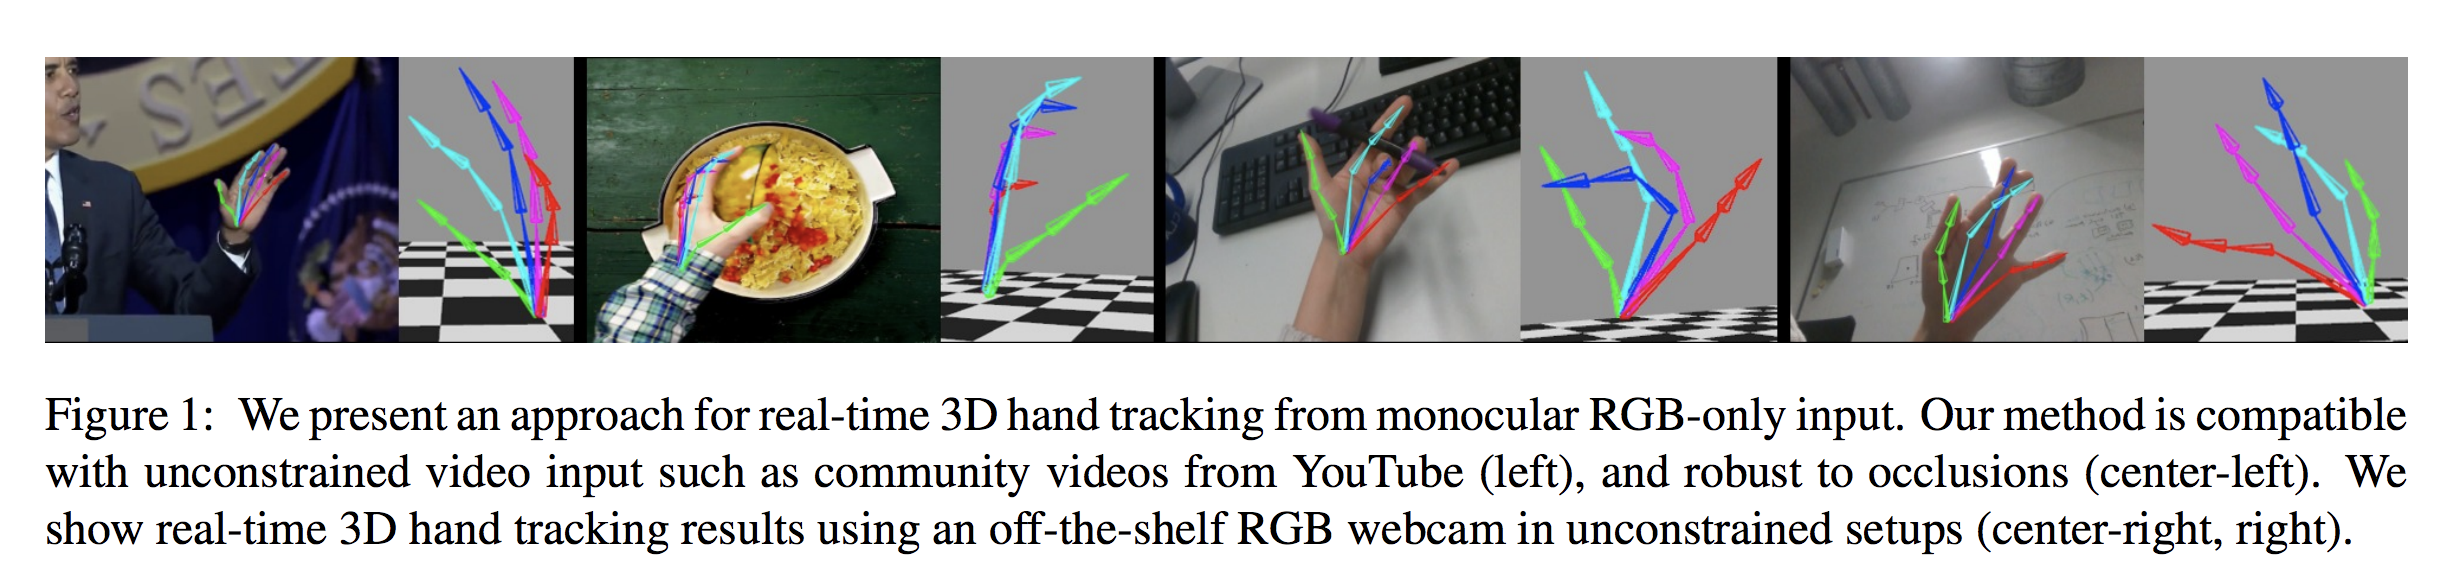 EES
Figure 1: We present an approach for real-time 3D hand tracking from monocular RGB-only input. Our method is compatible
with unconstrained video input such as community videos from YouTube (left), and robust to occlusions (center-left). We
show real-time 3D hand tracking results using an off-the-shelf RGB webcam in unconstrained setups (center-right, right).